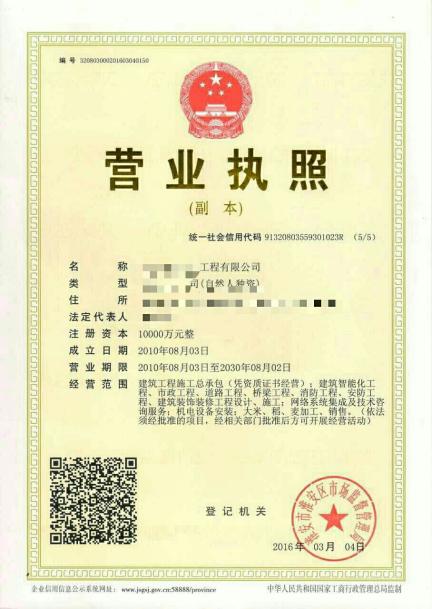 编 号 320803000201603040150
营业执照
(副 本)
统一社会信用代码 91320803559301023R (5/5)
名 称 工程有限公司
类 型 司(自然人独资)
住 所
法定代表人
注 册 资 本 10000万元整
成 立 日 期 2010年08月03日
营 业 期 限 2010年08月03日至2030年08月02日
经 营 范 围 建筑工程施工总承包(凭资质证书经营);建筑智能化工
程、市政工程、道路工程、桥梁工程、消防工程、安防工
程、建筑装饰装修工程设计、施工;网络系统集成及技术咨
询服务;机电设备安装;大米、稻、麦加工、销售。(依法
须经批准的项目,经相关部门批准后方可开展经营活动)
登 记 机 关
淮安市淮安区市场监督管理局
2016年 03月 04日
企业信用信息公示系统网址: www.jsgsj.gov.cn:58888/province
中华人民共和国国家工商行政管理总局监制